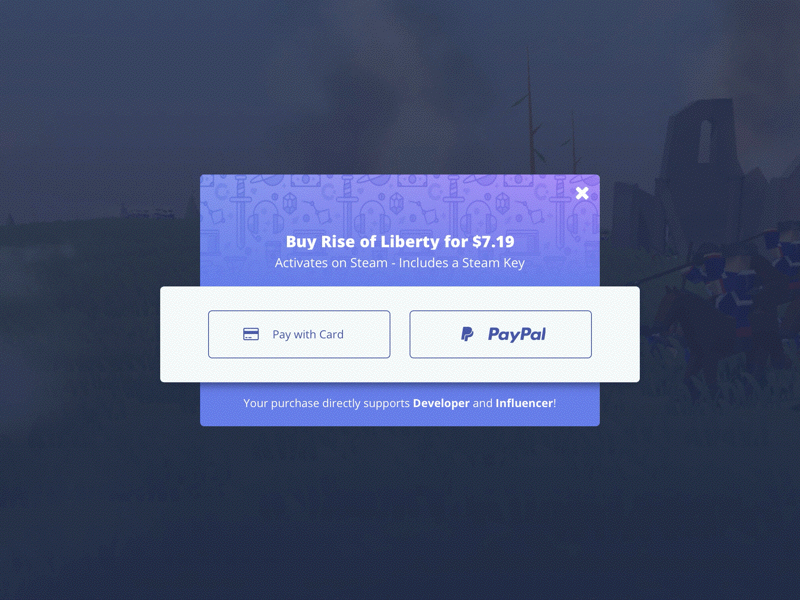 Buy Rise of Liberty for $7.19
Activates on Steam - Includes a Steam Key
Pay with Card
PayPal
Your purchase directly supports Developer and Influencer!